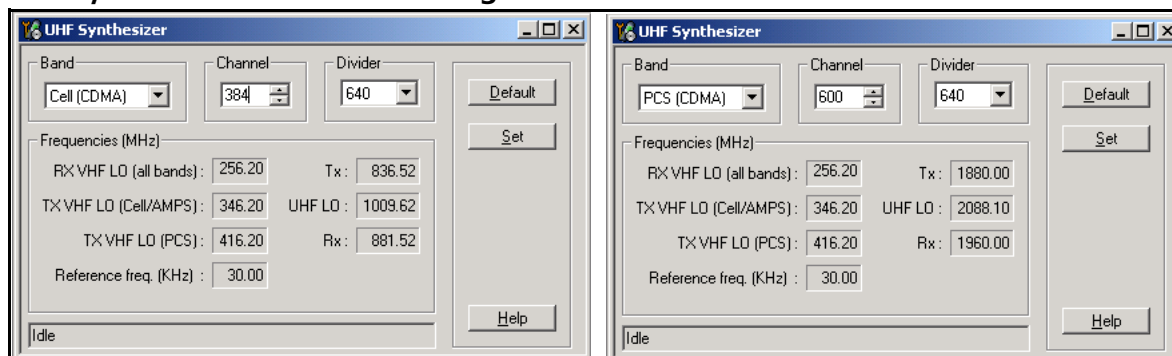 UHF Synthesizer
Band
Channel
Divider
Cell (CDMA)
384
640
Default
Set
Frequencies (MHz)
RX VHF LO (all bands) : 256.20 Tx : 836.52
TX VHF LO (Cell/AMPS) : 346.20 UHF LO : 1009.62
TX VHF LO (PCS) : 416.20 Rx : 881.52
Reference freq. (KHz) : 30.00
Help
Idle
UHF Synthesizer
Band
Channel
Divider
PCS (CDMA)
600
640
Default
Set
Frequencies (MHz)
RX VHF LO (all bands) : 256.20 Tx : 1880.00
TX VHF LO (Cell/AMPS) : 346.20 UHF LO : 2088.10
TX VHF LO (PCS) : 416.20 Rx : 1960.00
Reference freq. (KHz) : 30.00
Help
Idle